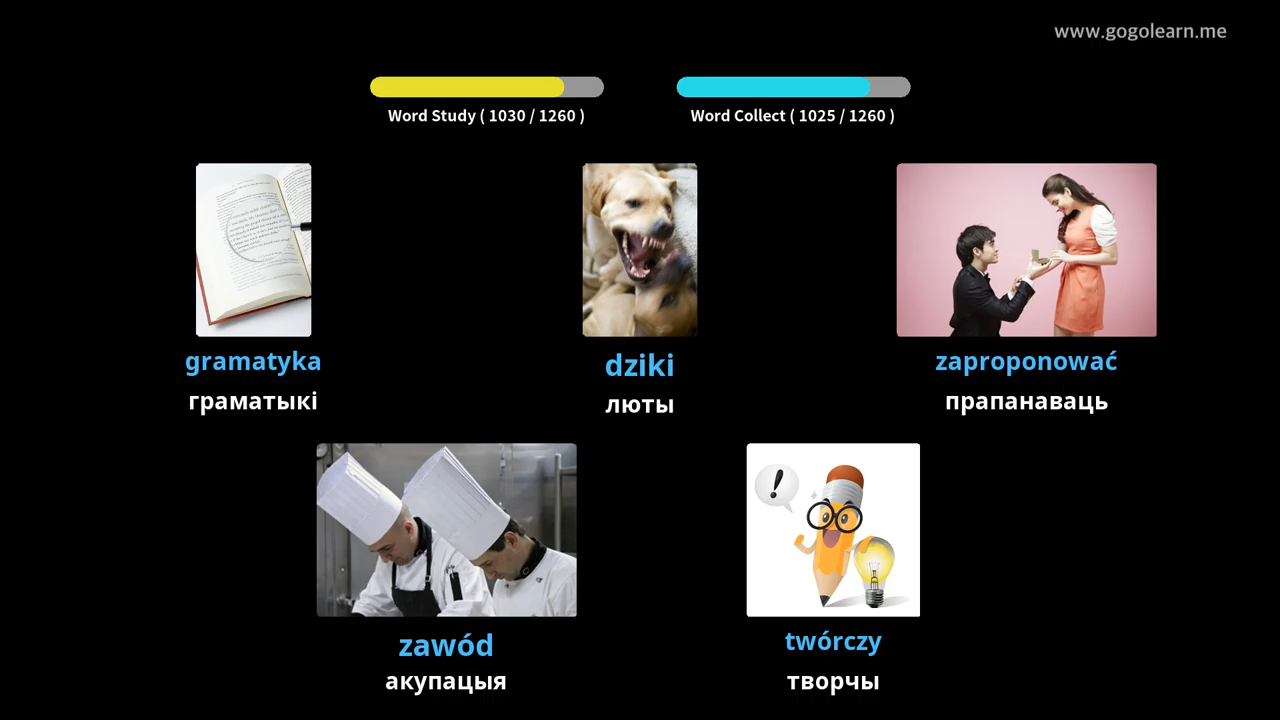 www.gogolearn.me
Word Study ( 1030 / 1260 )
Word Collect ( 1025 / 1260 )
gramatyka
граматыкі
dziki
люты
zaproponować
прапанаваць
zawód
акупацыя
twórczy
творчы